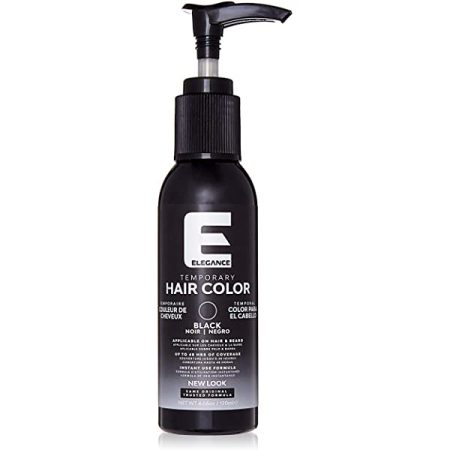 E
ELEGANCE
TEMPORARY
HAIR COLOR
TEMPORAIRE
COULEUR DE
CHEVEUX
TEMPORAL
COLOR PARA
EL CABELLO
BLACK
NOIR | NEGRO
APPLICABLE ON HAIR & BEARD
UP TO 48 HRS OF COVERAGE
INSTANT USE FORMULA
NEW LOOK
SAME ORIGINAL
TRUSTED FORMULA